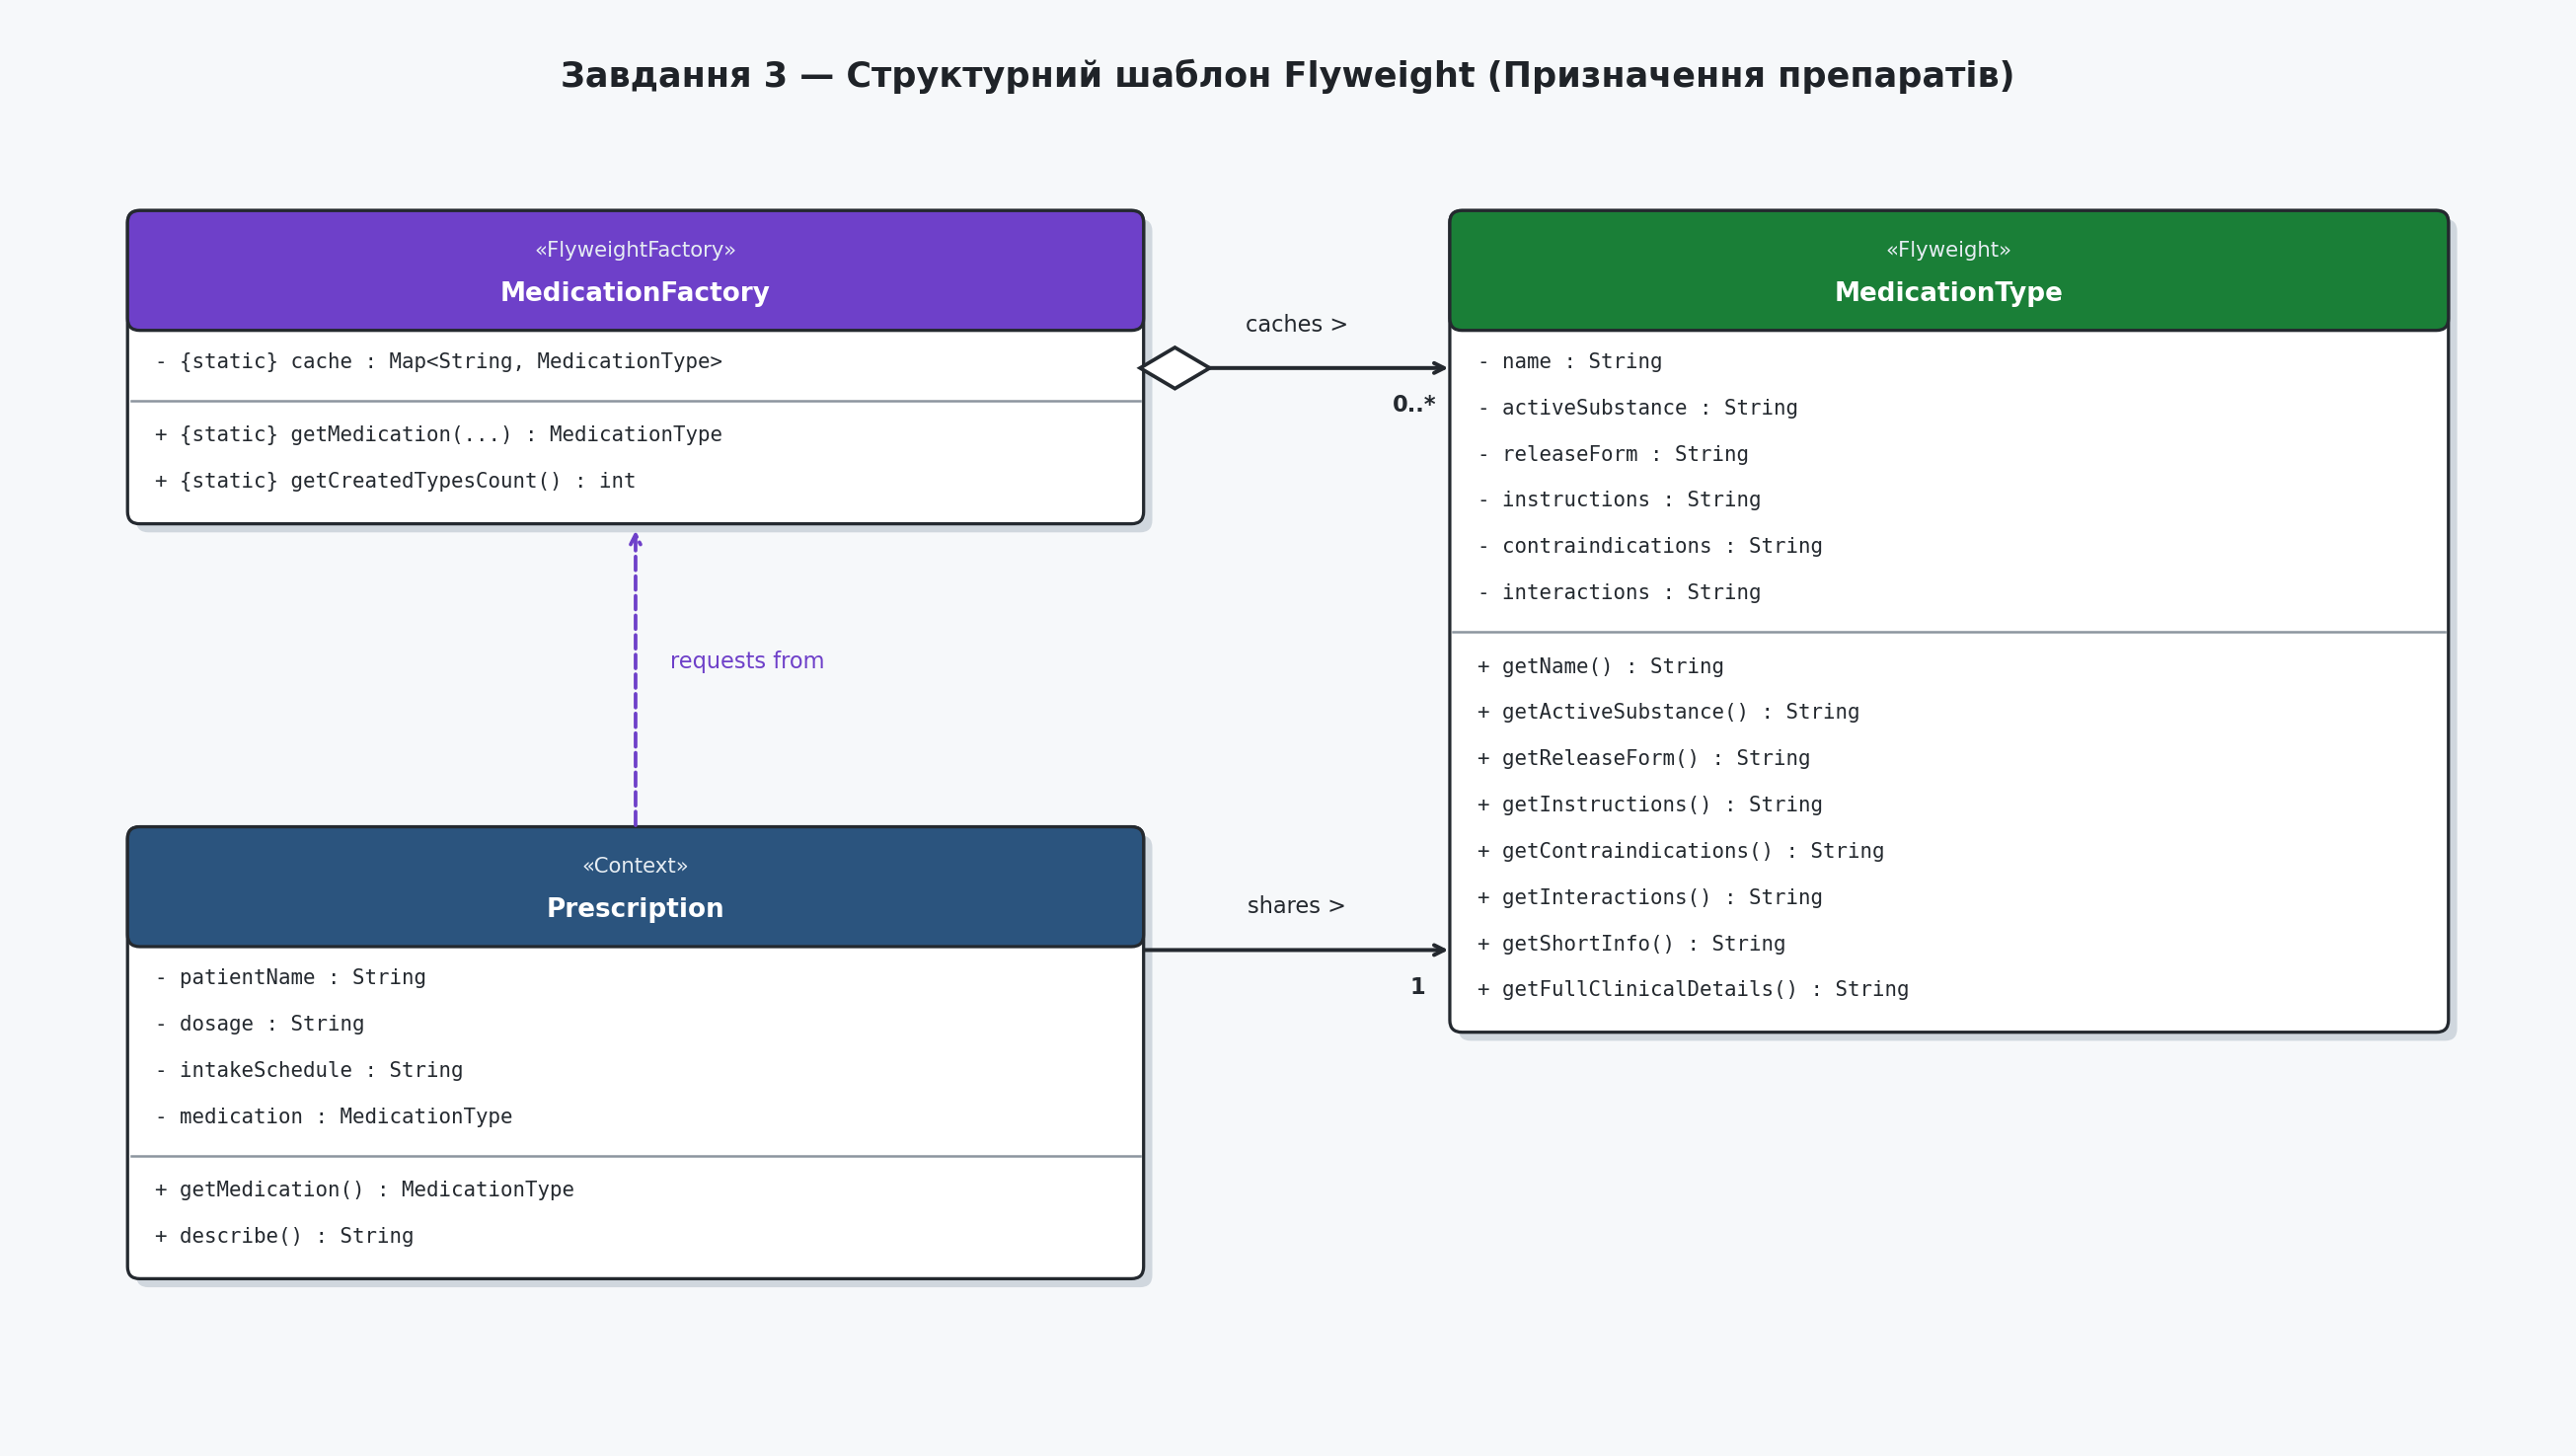 Завдання 3 — Структурний шаблон Flyweight (Призначення препаратів)
«FlyweightFactory»
MedicationFactory
- {static} cache : Map<String, MedicationType>
+ {static} getMedication(...) : MedicationType
+ {static} getCreatedTypesCount() : int
caches >
0..*
«Flyweight»
MedicationType
- name : String
- activeSubstance : String
- releaseForm : String
- instructions : String
- contraindications : String
- interactions : String
+ getName() : String
+ getActiveSubstance() : String
+ getReleaseForm() : String
+ getInstructions() : String
+ getContraindications() : String
+ getInteractions() : String
+ getShortInfo() : String
+ getFullClinicalDetails() : String
requests from
«Context»
Prescription
- patientName : String
- dosage : String
- intakeSchedule : String
- medication : MedicationType
+ getMedication() : MedicationType
+ describe() : String
shares >
1